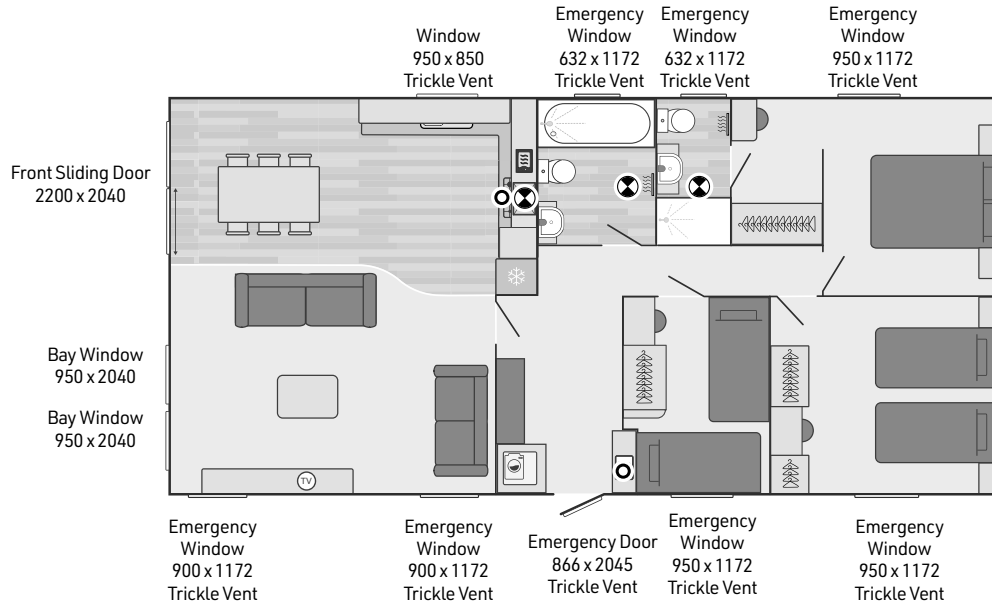 Window
950 x 850
Trickle Vent
Emergency
Window
632 x 1172
Trickle Vent
Emergency
Window
632 x 1172
Trickle Vent
Emergency
Window
950 x 1172
Trickle Vent
Front Sliding Door
2200 x 2040
Bay Window
950 x 2040
Bay Window
950 x 2040
TV
Emergency
Window
900 x 1172
Trickle Vent
Emergency
Window
900 x 1172
Trickle Vent
Emergency Door
866 x 2045
Trickle Vent
Emergency
Window
950 x 1172
Trickle Vent
Emergency
Window
950 x 1172
Trickle Vent